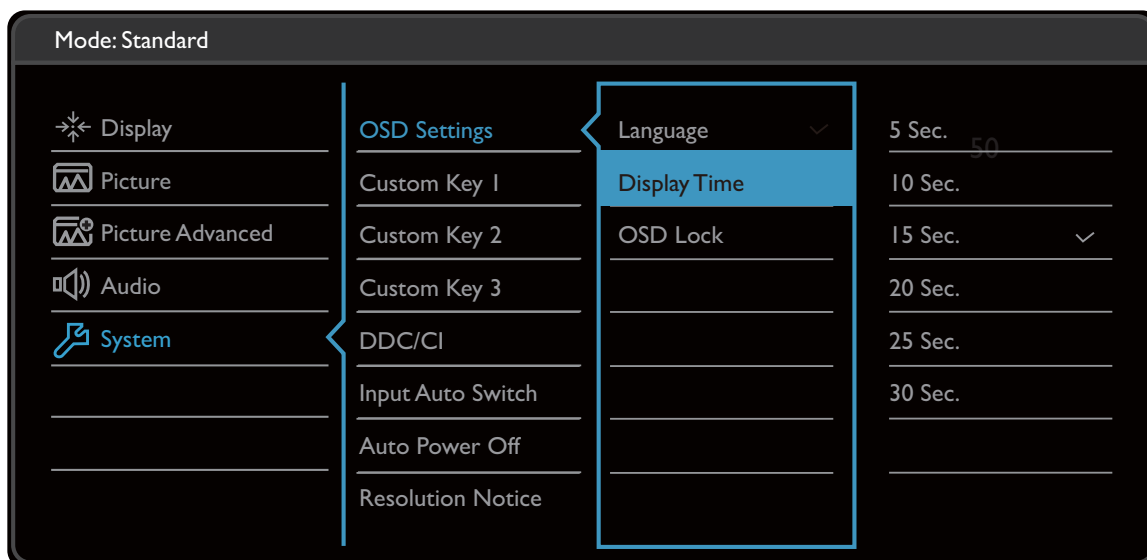 Mode: Standard
Display
Picture
Picture Advanced
Audio
System
OSD Settings
Custom Key 1
Custom Key 2
Custom Key 3
DDC/CI
Input Auto Switch
Auto Power Off
Resolution Notice
Language
Display Time
OSD Lock
5 Sec.
50
10 Sec.
15 Sec.
20 Sec.
25 Sec.
30 Sec.